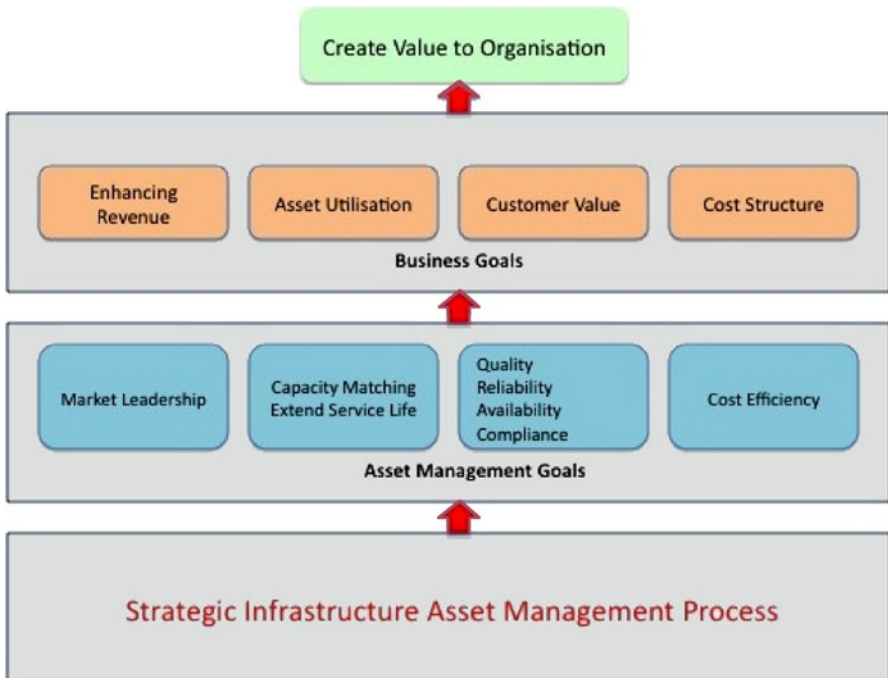 Create Value to Organisation
Enhancing
Revenue
Asset Utilisation
Customer Value
Cost Structure
Business Goals
Market Leadership
Capacity Matching
Extend Service Life
Quality
Reliability
Availability
Compliance
Cost Efficiency
Asset Management Goals
Strategic Infrastructure Asset Management Process